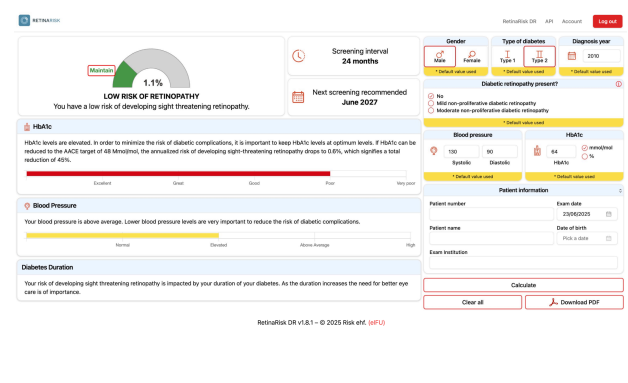 RETINARISK
RetinaRisk DR API Account Log out
Maintain
1.1%
LOW RISK OF RETINOPATHY
You have a low risk of developing sight threatening retinopathy.
Screening interval
24 months
Next screening recommended
June 2027
HbA1c
HbA1c levels are elevated. In order to minimize the risk of diabetic complications, it is important to keep HbA1c levels at optimum levels. If HbA1c can be
reduced to the AACE target of 48 Mmol/mol, the annualized risk of developing sight-threatening retinopathy drops to 0.6%, which signifies a total
reduction of 45%.
Excellent Great Good Poor Very poor
Blood Pressure
Your blood pressure is above average. Lower blood pressure levels are very important to reduce the risk of diabetic complications.
Normal Elevated Above Average High
Diabetes Duration
Your risk of developing sight threatening retinopathy is impacted by your duration of your diabetes. As the duration increases the need for better eye
care is of importance.
Gender
Male Female
* Default value used
Type of diabetes
I II
Type 1 Type 2
* Default value used
Diagnosis year
2010
* Default value used
Diabetic retinopathy present?
No
Mild non-proliferative diabetic retinopathy
Moderate non-proliferative diabetic retinopathy
* Default value used
Blood pressure
130 90
Systolic Diastolic
* Default value used
HbA1c
64 mmol/mol
%
HbA1c
* Default value used
Patient information
Patient number Exam date
23/06/2025
Patient name Date of birth
Pick a date
Exam institution
Calculate
Clear all Download PDF
RetinaRisk DR v1.8.1 – © 2025 Risk ehf. (eIFU)